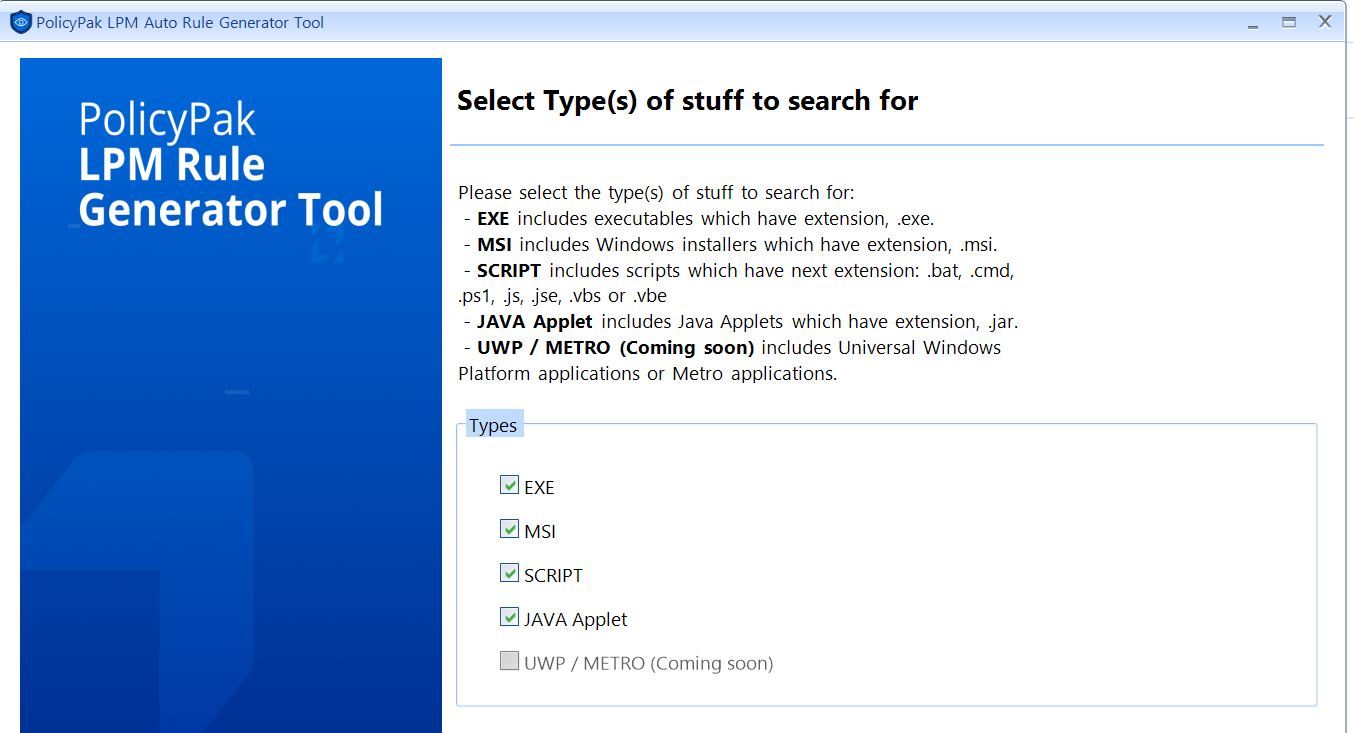 PolicyPak LPM Auto Rule Generator Tool
PolicyPak
LPM Rule
Generator Tool
Select Type(s) of stuff to search for
Please select the type(s) of stuff to search for:
- EXE includes executables which have extension, .exe.
- MSI includes Windows installers which have extension, .msi.
- SCRIPT includes scripts which have next extension: .bat, .cmd,
.ps1, .js, .jse, .vbs or .vbe
- JAVA Applet includes Java Applets which have extension, .jar.
- UWP / METRO (Coming soon) includes Universal Windows
Platform applications or Metro applications.
Types
EXE
MSI
SCRIPT
JAVA Applet
UWP / METRO (Coming soon)